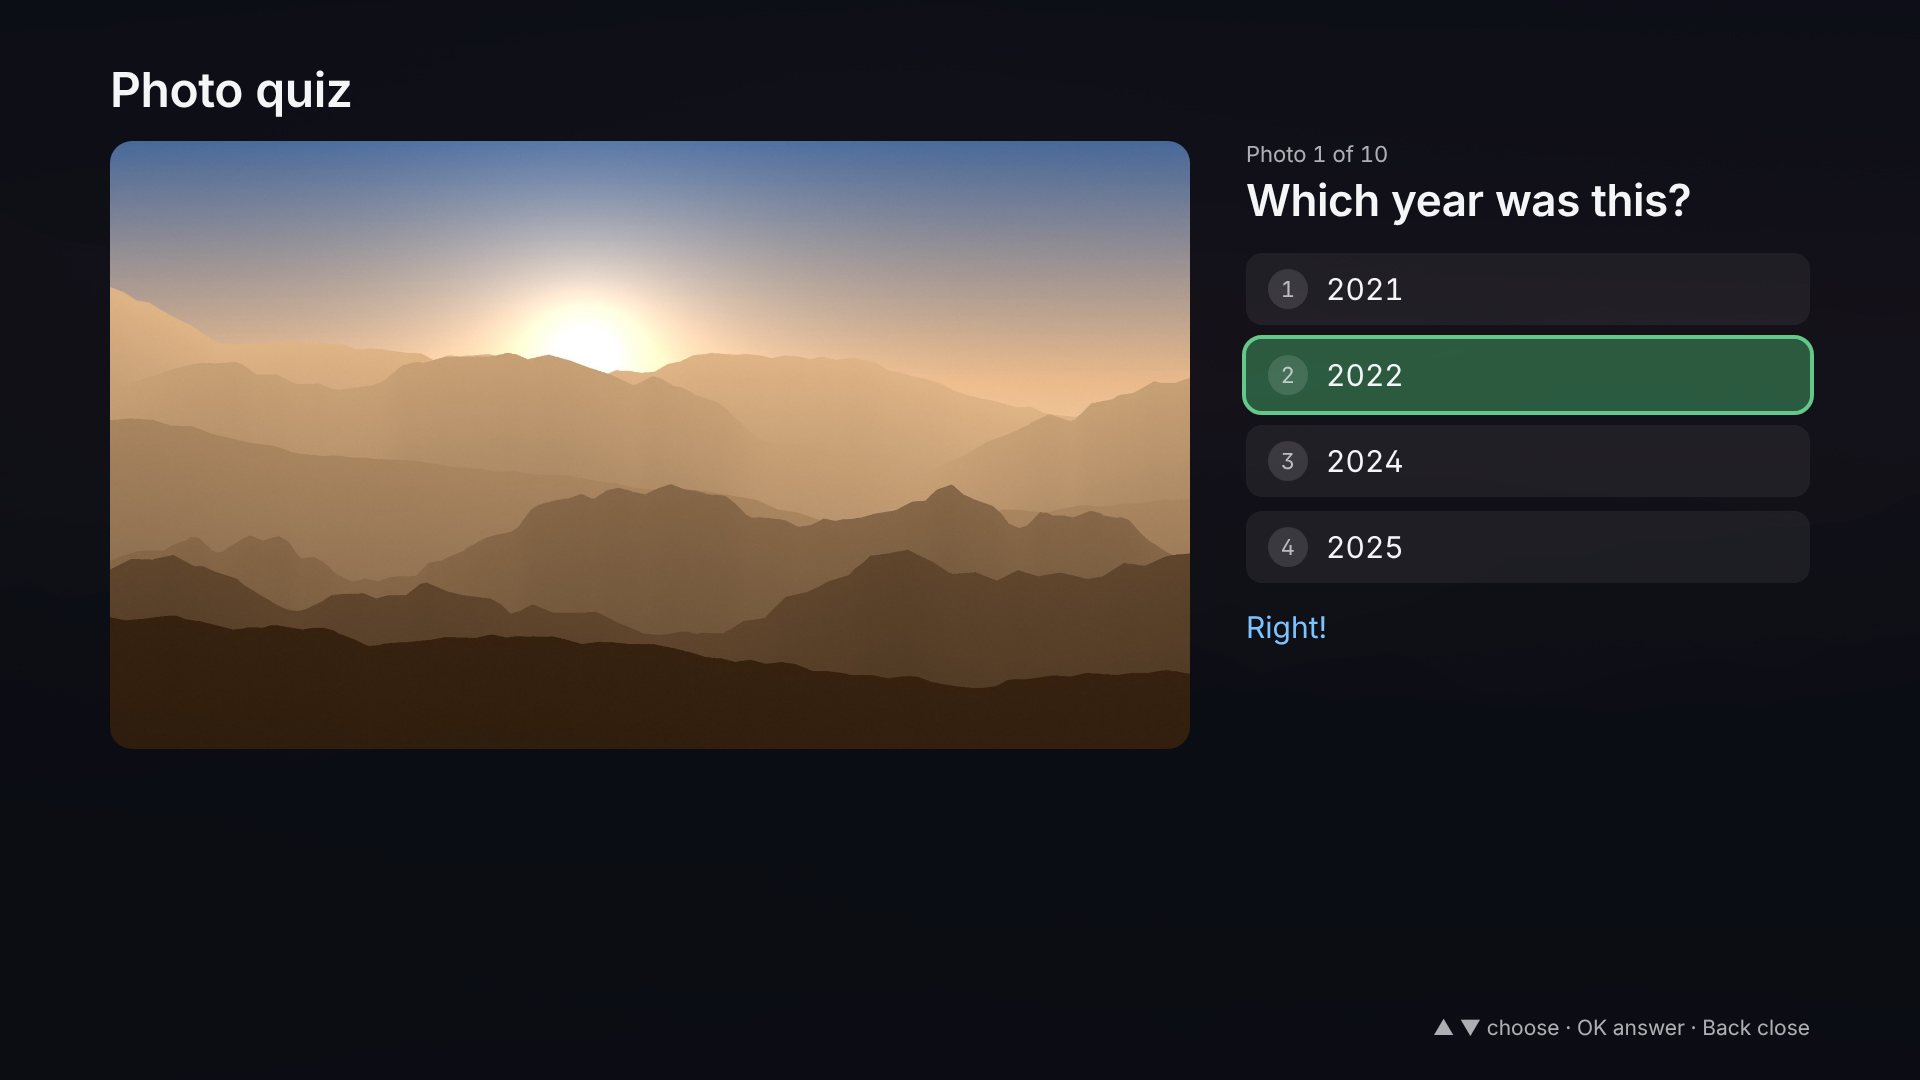 Photo quiz
Photo 1 of 10
Which year was this?
1 2021
2 2022
3 2024
4 2025
Right!
▲ ▼ choose · OK answer · Back close